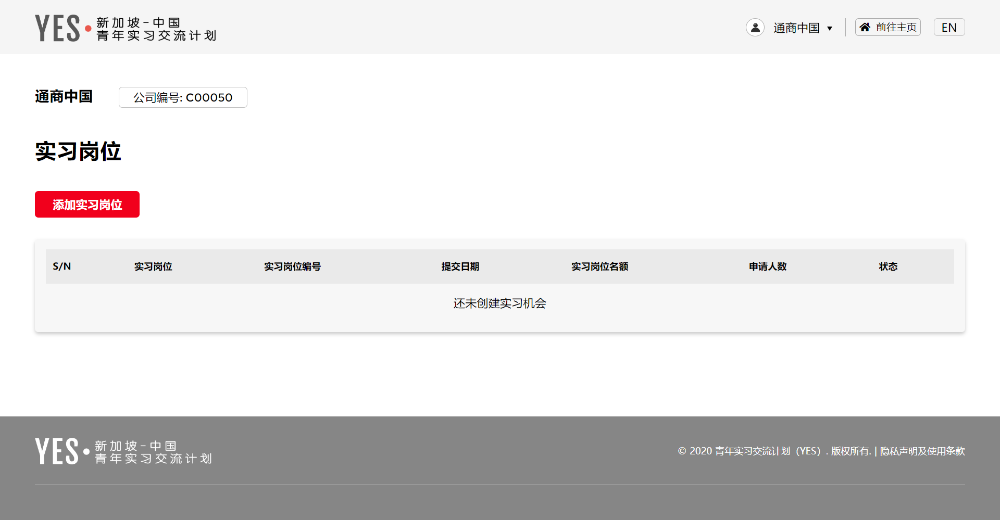 YES
新加坡-中国
青年实习交流计划
通商中国 ▼
前往主页
EN
通商中国
公司编号: C00050
实习岗位
添加实习岗位
S/N 实习岗位 实习岗位编号 提交日期 实习岗位名额 申请人数 状态
还未创建实习机会
YES
新加坡-中国
青年实习交流计划
© 2020 青年实习交流计划（YES）. 版权所有. | 隐私声明及使用条款